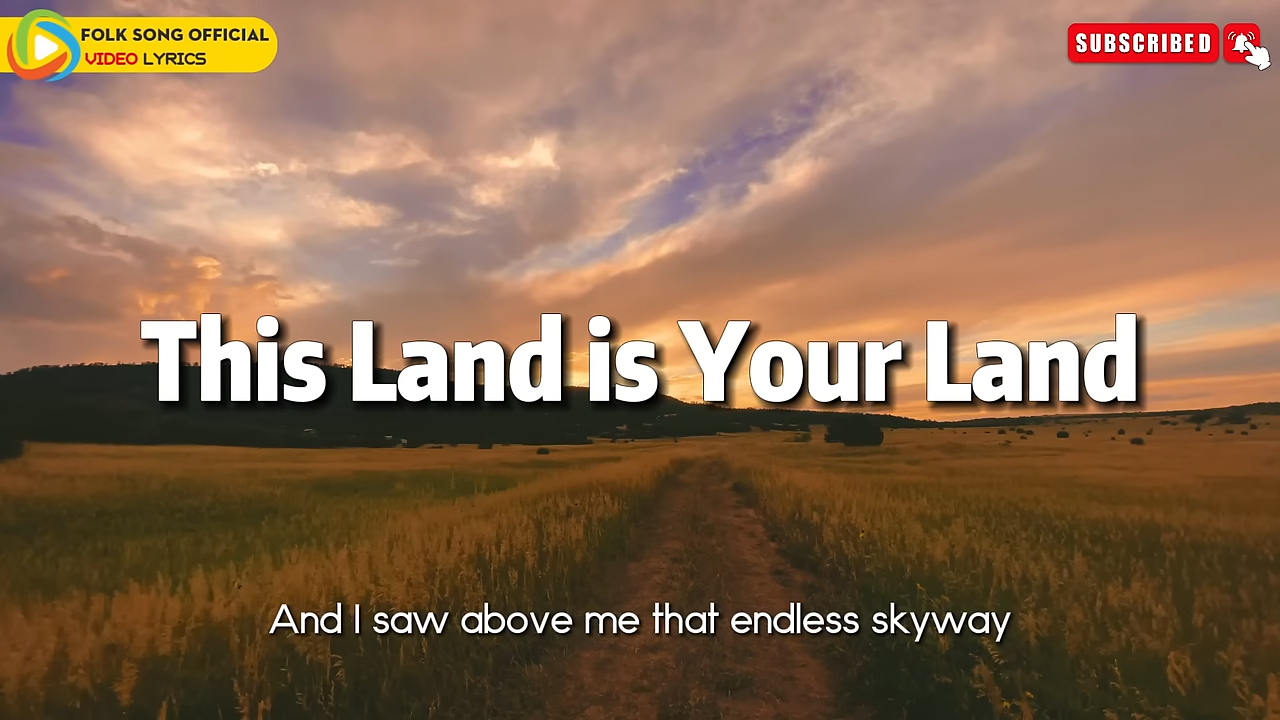 FOLK SONG OFFICIAL
VIDEO LYRICS
SUBSCRIBED
This Land is Your Land
And I saw above me that endless skyway